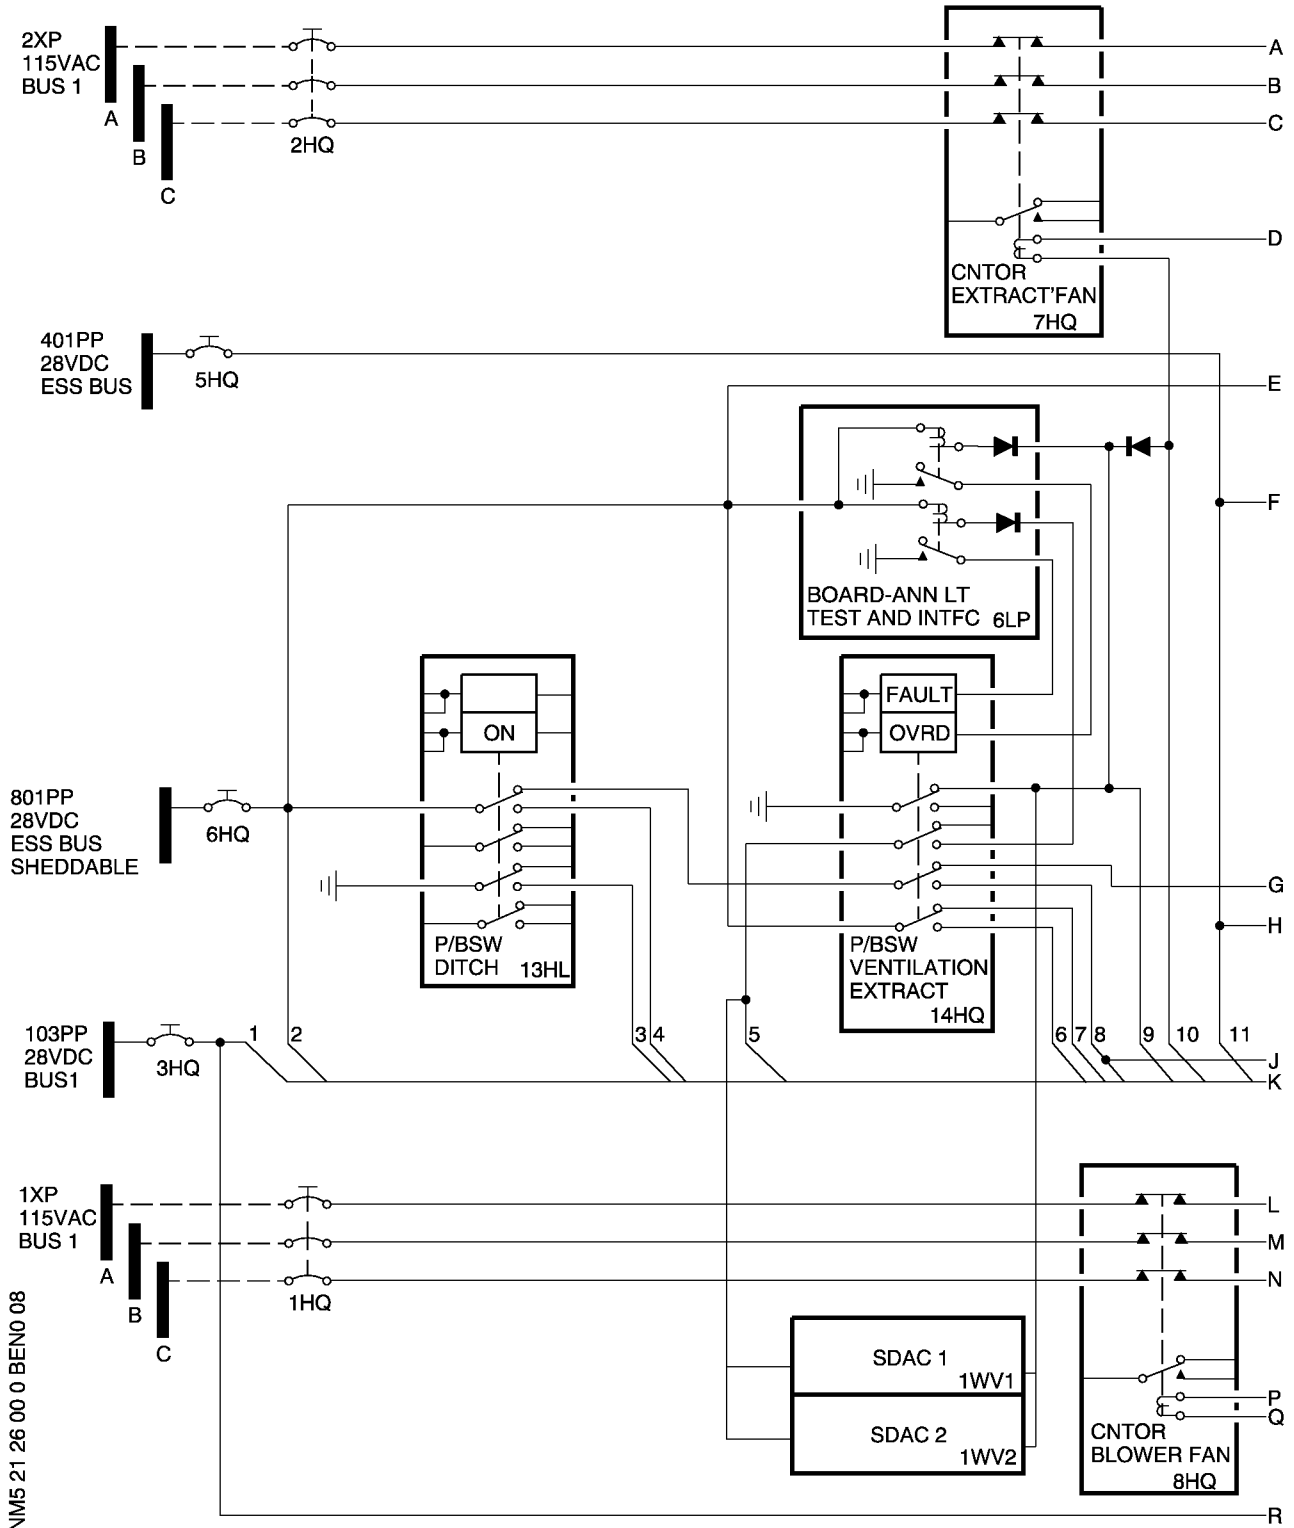 2XP
115VAC
BUS 1
A
B
C
2HQ
A
B
C
D
CNTOR
EXTRACT'FAN
7HQ
401PP
28VDC
ESS BUS
5HQ
E
F
BOARD-ANN LT
TEST AND INTFC 6LP
ON
FAULT
OVRD
801PP
28VDC
ESS BUS
SHEDDABLE
6HQ
P/BSW
DITCH 13HL
P/BSW
VENTILATION
EXTRACT
14HQ
G
H
103PP
28VDC
BUS1
3HQ
1 2 3 4 5 6 7 8 9 10 11
J
K
1XP
115VAC
BUS 1
A
B
C
1HQ
L
M
N
SDAC 1
1WV1
SDAC 2
1WV2
P
Q
CNTOR
BLOWER FAN
8HQ
R
NM5 21 26 00 0 BEN0 08